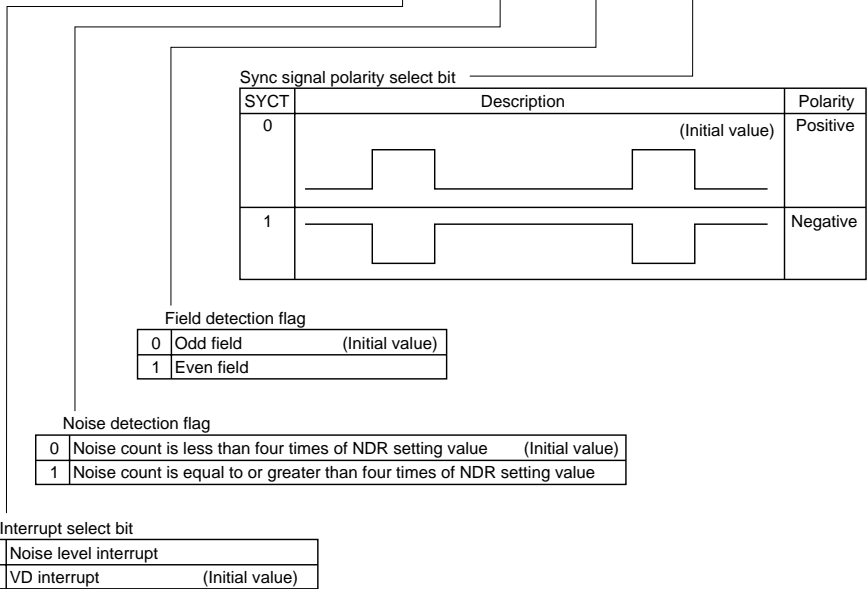 Sync signal polarity select bit
SYCT Description Polarity
0 (Initial value) Positive
1 Negative
Field detection flag
0 Odd field (Initial value)
1 Even field
Noise detection flag
0 Noise count is less than four times of NDR setting value (Initial value)
1 Noise count is equal to or greater than four times of NDR setting value
Interrupt select bit
Noise level interrupt
VD interrupt (Initial value)